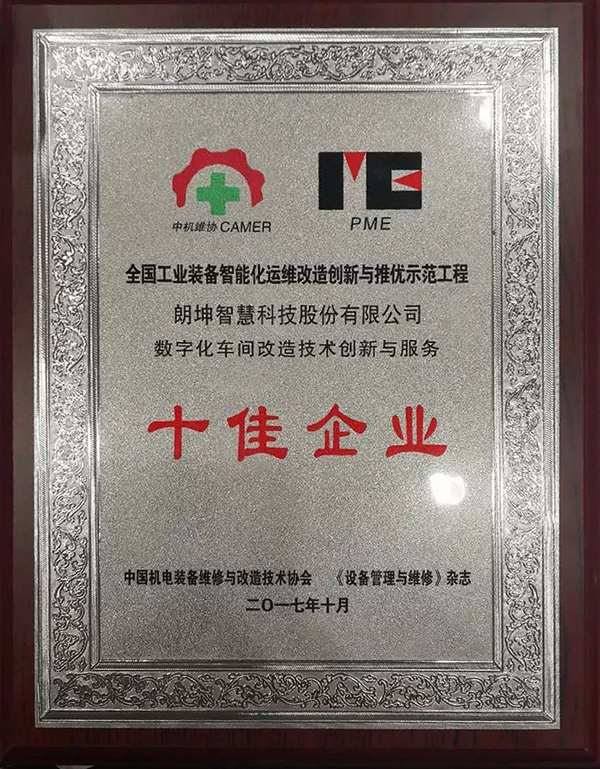 中机維协 CAMER
PME
全国工业装备智能化运维改造创新与推优示范工程
朗坤智慧科技股份有限公司
数字化车间改造技术创新与服务
十佳企业
中国机电装备维修与改造技术协会 《设备管理与维修》杂志
二〇一七年十月